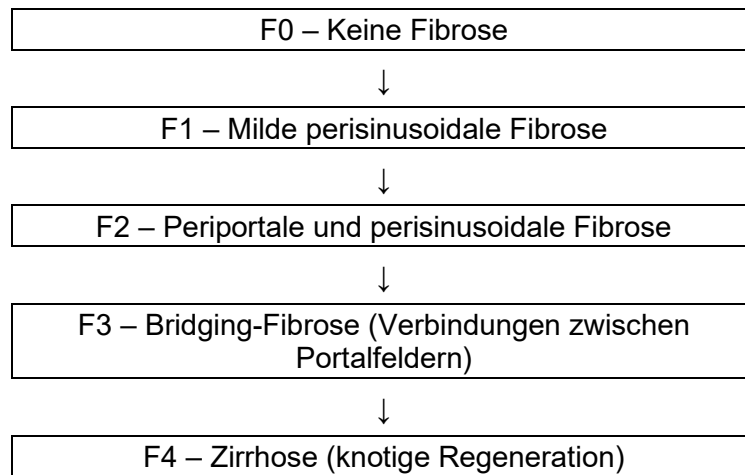 F0 – Keine Fibrose
↓
F1 – Milde perisinusoidale Fibrose
↓
F2 – Periportale und perisinusoidale Fibrose
↓
F3 – Bridging-Fibrose (Verbindungen zwischen
Portalfeldern)
↓
F4 – Zirrhose (knotige Regeneration)